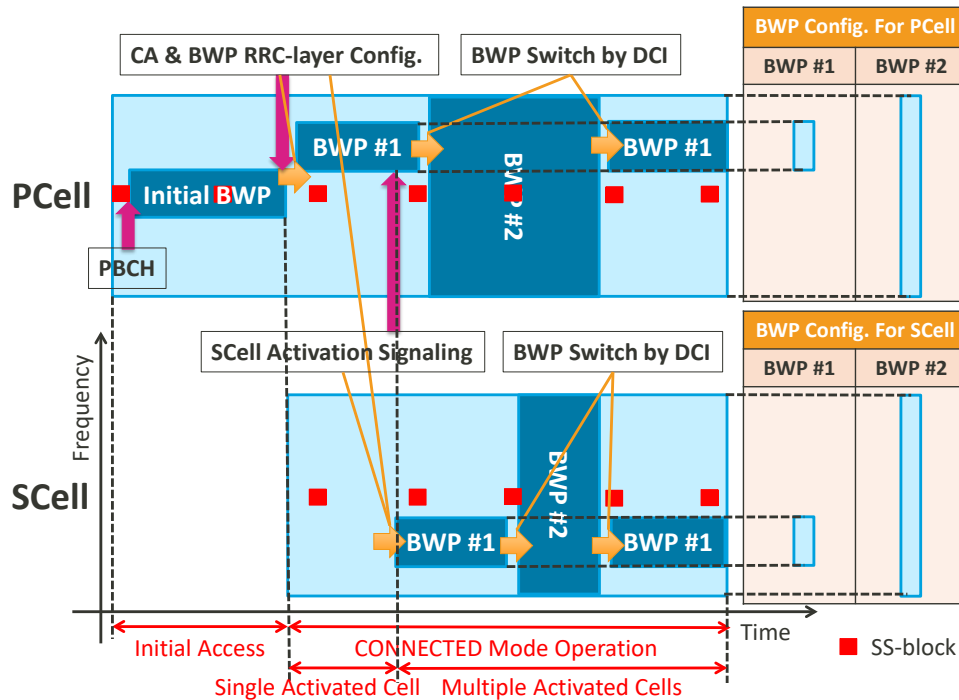 CA & BWP RRC-layer Config.
BWP Switch by DCI
BWP Config. For PCell
BWP #1
BWP #2
PCell
BWP #1
BWP #2
BWP #1
Initial BWP
PBCH
SCell Activation Signaling
BWP Switch by DCI
BWP Config. For SCell
BWP #1
BWP #2
Frequency
SCell
BWP #1
BWP #2
BWP #1
Time
Initial Access
CONNECTED Mode Operation
SS-block
Single Activated Cell
Multiple Activated Cells